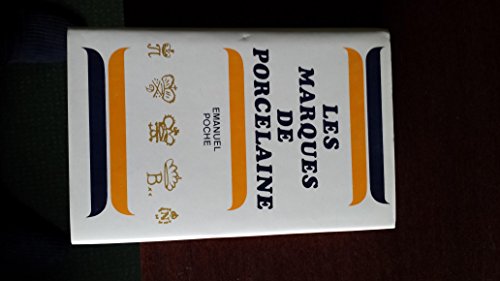 LES
MARQUES
DE
PORCELAINE
EMANUEL
POCHE
B
N